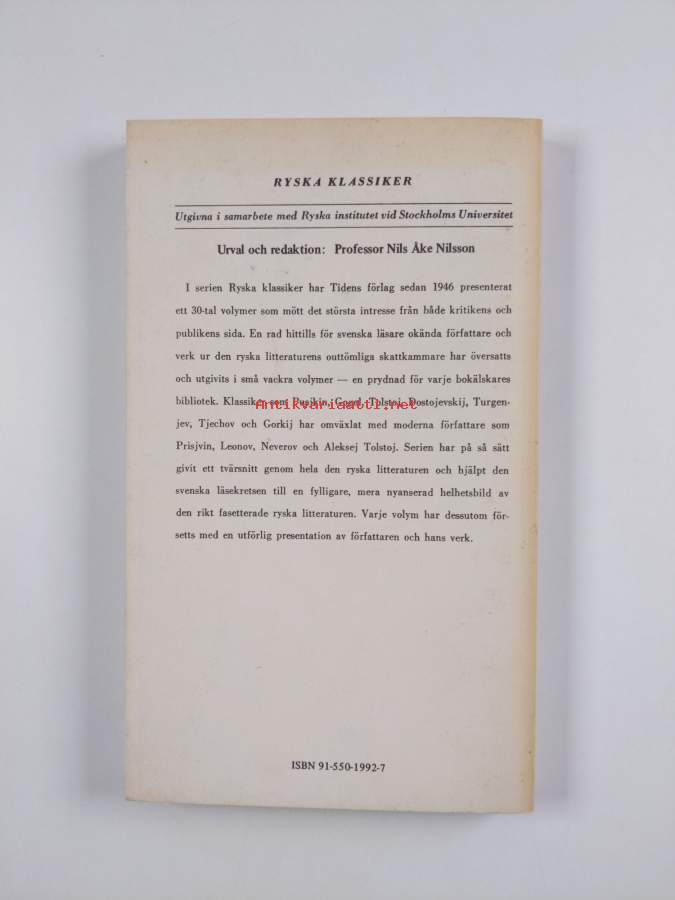 RYSKA KLASSIKER
Utgivna i samarbete med Ryska institutet vid Stockholms Universitet
Urval och redaktion: Professor Nils Åke Nilsson
I serien Ryska klassiker har Tidens förlag sedan 1946 presenterat
ett 30-tal volymer som mött det största intresse från både kritikens och
publikens sida. En rad hittills för svenska läsare okända författare och
verk ur den ryska litteraturens outtömliga skattkammare har översatts
och utgivits i små vackra volymer — en prydnad för varje bokälskares
bibliotek. Klassiker som Pusjkin, Gogol, Tolstoj, Dostojevskij, Turgen-
Antikvariaatti.net
jev, Tjechov och Gorkij har omväxlat med moderna författare som
Prisjvin, Leonov, Neverov och Aleksej Tolstoj. Serien har på så sätt
givit ett tvärsnitt genom hela den ryska litteraturen och hjälpt den
svenska läsekretsen till en fylligare, mera nyanserad helhetsbild av
den rikt fasetterade ryska litteraturen. Varje volym har dessutom för-
setts med en utförlig presentation av författaren och hans verk.
ISBN 91-550-1992-7